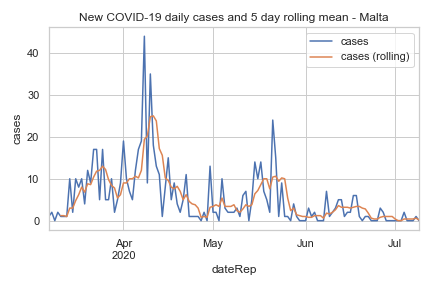 New COVID-19 daily cases and 5 day rolling mean - Malta
cases
cases (rolling)
cases
40
30
20
10
0
Apr
2020
May
Jun
Jul
dateRep